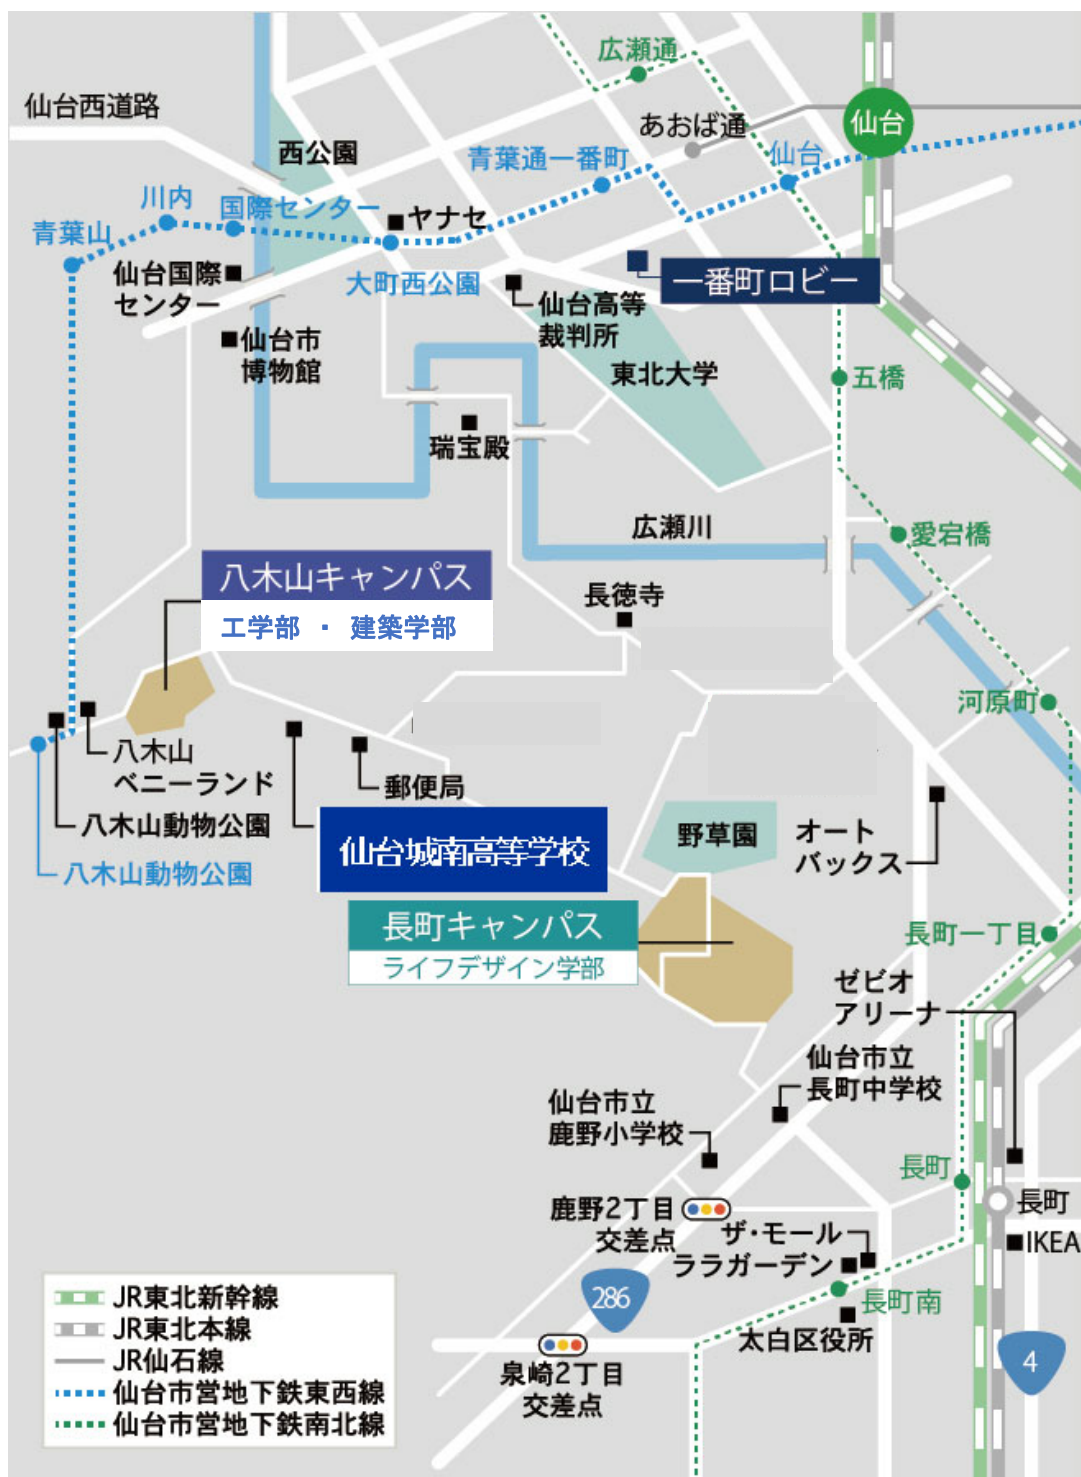 広瀬通
仙台西道路
あおば通
仙台
西公園
青葉通一番町
仙台
川内
国際センター
ヤナセ
青葉山
仙台国際
センター
大町西公園
一番町ロビー
仙台高等
裁判所
仙台市
博物館
東北大学
五橋
瑞宝殿
広瀬川
愛宕橋
八木山キャンパス
工学部 ・ 建築学部
長徳寺
河原町
八木山
ベニーランド
郵便局
八木山動物公園
野草園
オート
バックス
仙台城南高等学校
八木山動物公園
長町キャンパス
ライフデザイン学部
長町一丁目
ゼビオ
アリーナ
仙台市立
長町中学校
仙台市立
鹿野小学校
長町
長町
鹿野2丁目
交差点
ザ・モール
ララガーデン
IKEA
286
長町南
太白区役所
泉崎2丁目
交差点
4
JR東北新幹線
JR東北本線
JR仙石線
仙台市営地下鉄東西線
仙台市営地下鉄南北線